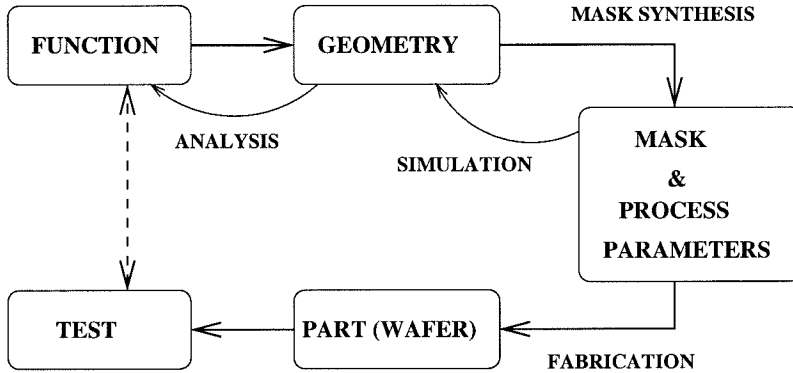 MASK SYNTHESIS
FUNCTION
GEOMETRY
ANALYSIS
SIMULATION
MASK
&
PROCESS
PARAMETERS
TEST
PART (WAFER)
FABRICATION